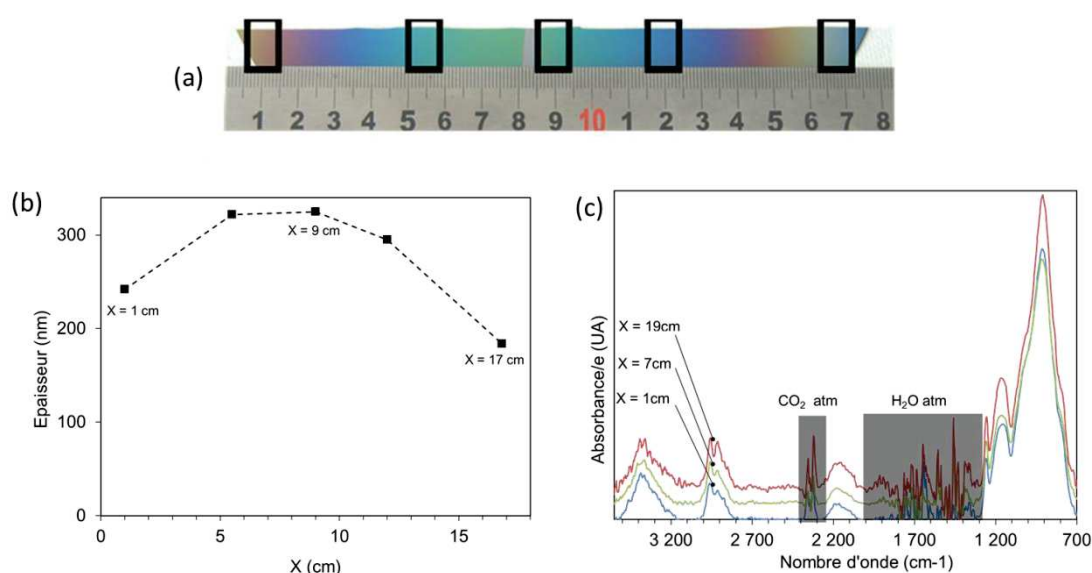 (a)
1 2 3 4 5 6 7 8 9 10 1 2 3 4 5 6 7 8
(b)
300
200
100
0
0 5 10 15
Epaisseur (nm)
X (cm)
X = 1 cm
X = 9 cm
X = 17 cm
(c)
Absorbance/e (UA)
X = 19cm
X = 7cm
X = 1cm
CO₂ atm
H₂O atm
3 200 2 700 2 200 1 700 1 200 700
Nombre d'onde (cm-1)